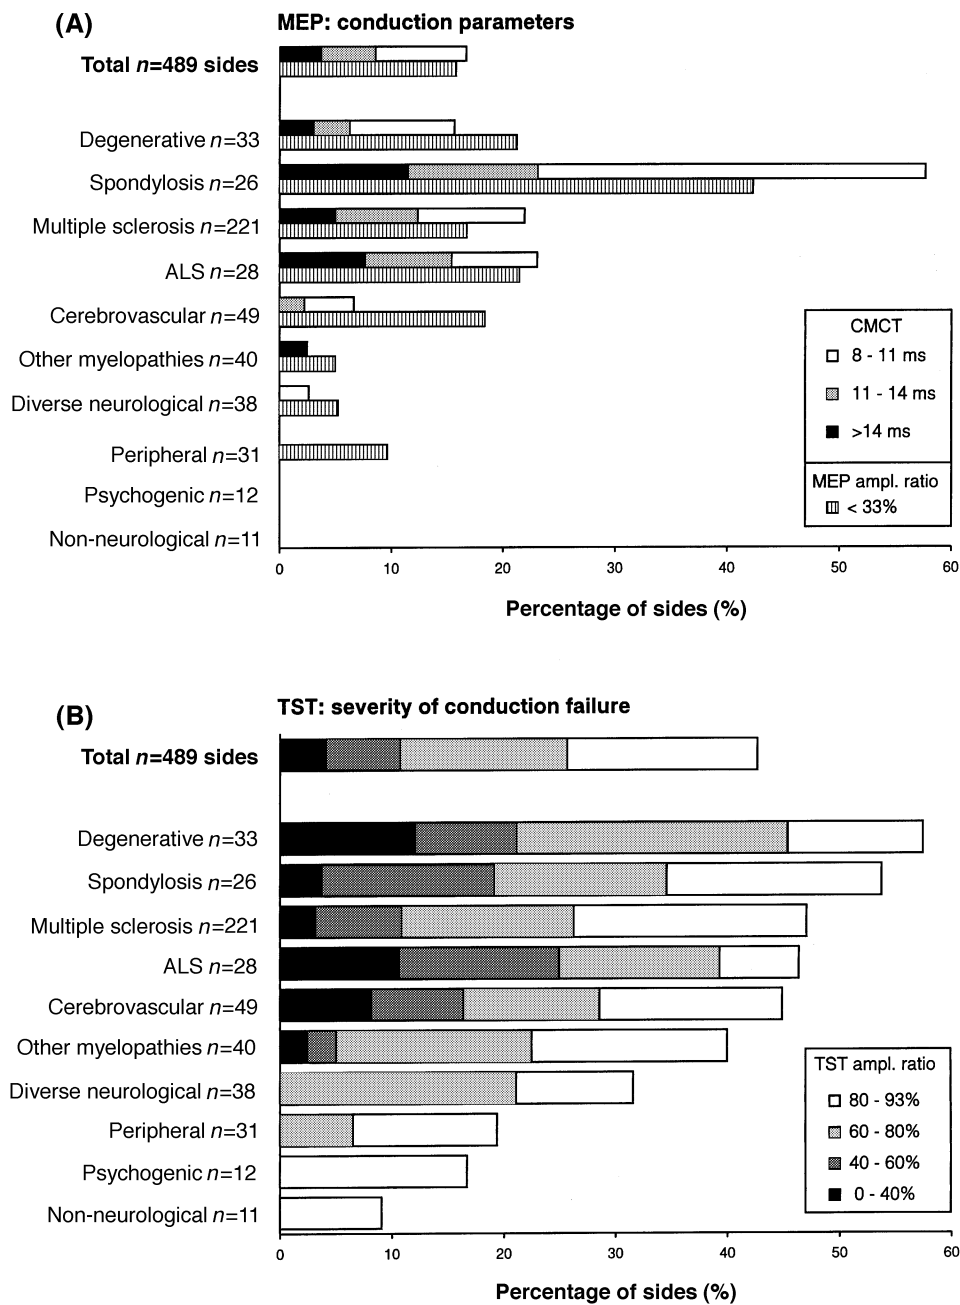 (A)
MEP: conduction parameters
Total n=489 sides
Degenerative n=33
Spondylosis n=26
Multiple sclerosis n=221
ALS n=28
Cerebrovascular n=49
Other myelopathies n=40
Diverse neurological n=38
Peripheral n=31
Psychogenic n=12
Non-neurological n=11
CMCT
8 - 11 ms
11 - 14 ms
>14 ms
MEP ampl. ratio
< 33%
0 10 20 30 40 50 60
Percentage of sides (%)
(B)
TST: severity of conduction failure
Total n=489 sides
Degenerative n=33
Spondylosis n=26
Multiple sclerosis n=221
ALS n=28
Cerebrovascular n=49
Other myelopathies n=40
Diverse neurological n=38
Peripheral n=31
Psychogenic n=12
Non-neurological n=11
TST ampl. ratio
80 - 93%
60 - 80%
40 - 60%
0 - 40%
0 10 20 30 40 50 60
Percentage of sides (%)